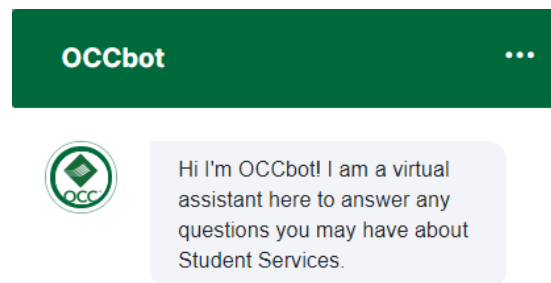 OCCbot
OCC
Hi I'm OCCbot! I am a virtual
assistant here to answer any
questions you may have about
Student Services.